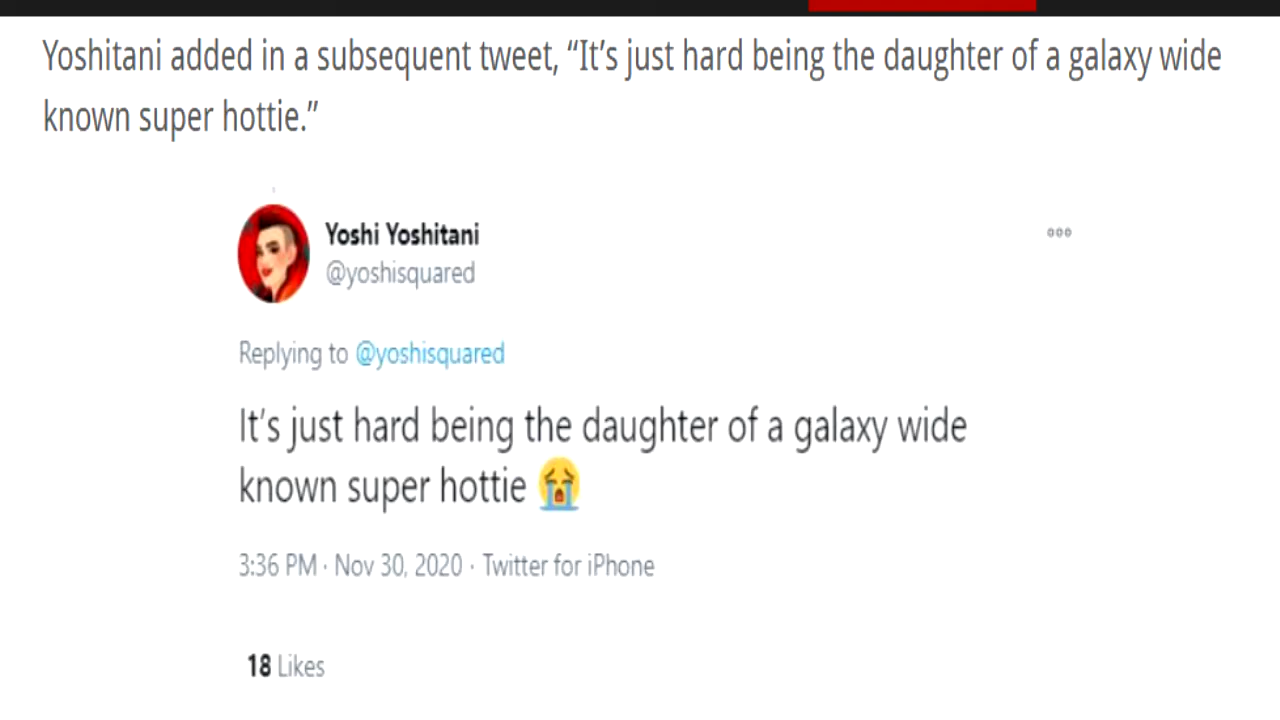 Yoshitani added in a subsequent tweet, “It’s just hard being the daughter of a galaxy wide
known super hottie.”
Yoshi Yoshitani
@yoshisquared
Replying to @yoshisquared
It's just hard being the daughter of a galaxy wide
known super hottie 😭
3:36 PM · Nov 30, 2020 · Twitter for iPhone
18 Likes